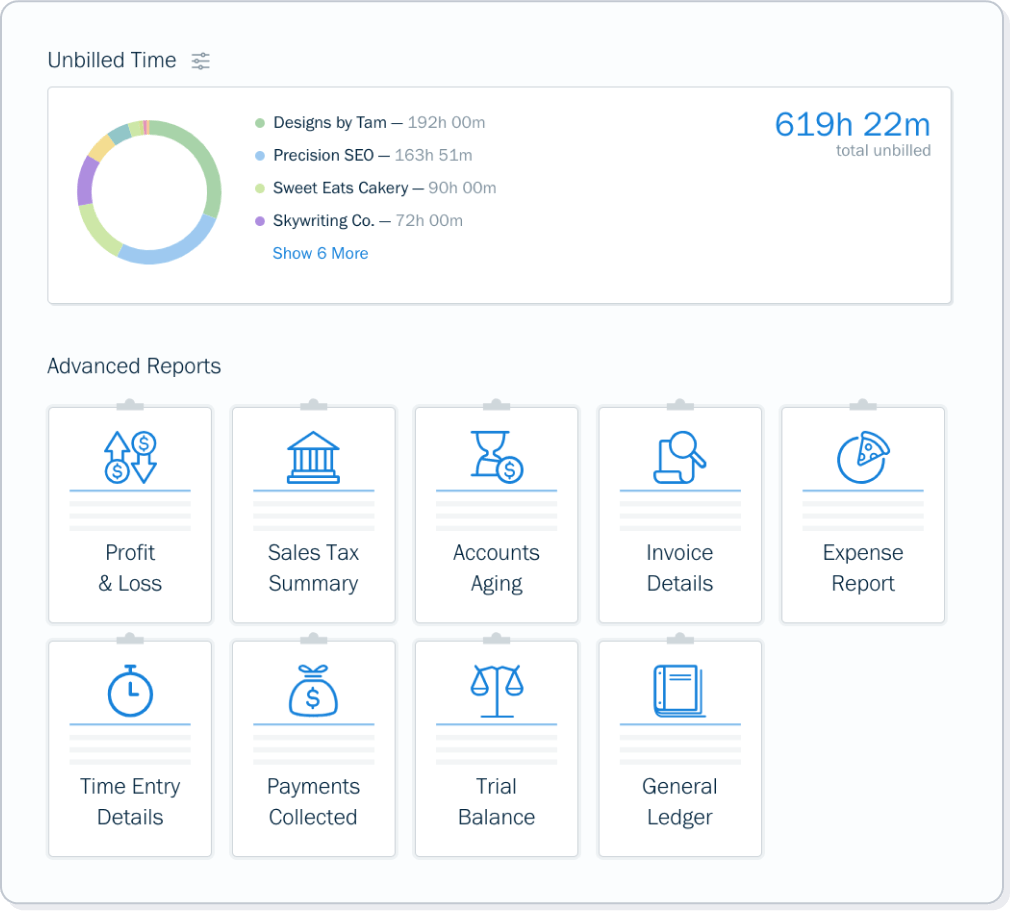 Unbilled Time
Designs by Tam — 192h 00m
Precision SEO — 163h 51m
Sweet Eats Cakery — 90h 00m
Skywriting Co. — 72h 00m
Show 6 More
619h 22m
total unbilled
Advanced Reports
Profit
& Loss
Sales Tax
Summary
Accounts
Aging
Invoice
Details
Expense
Report
Time Entry
Details
Payments
Collected
Trial
Balance
General
Ledger